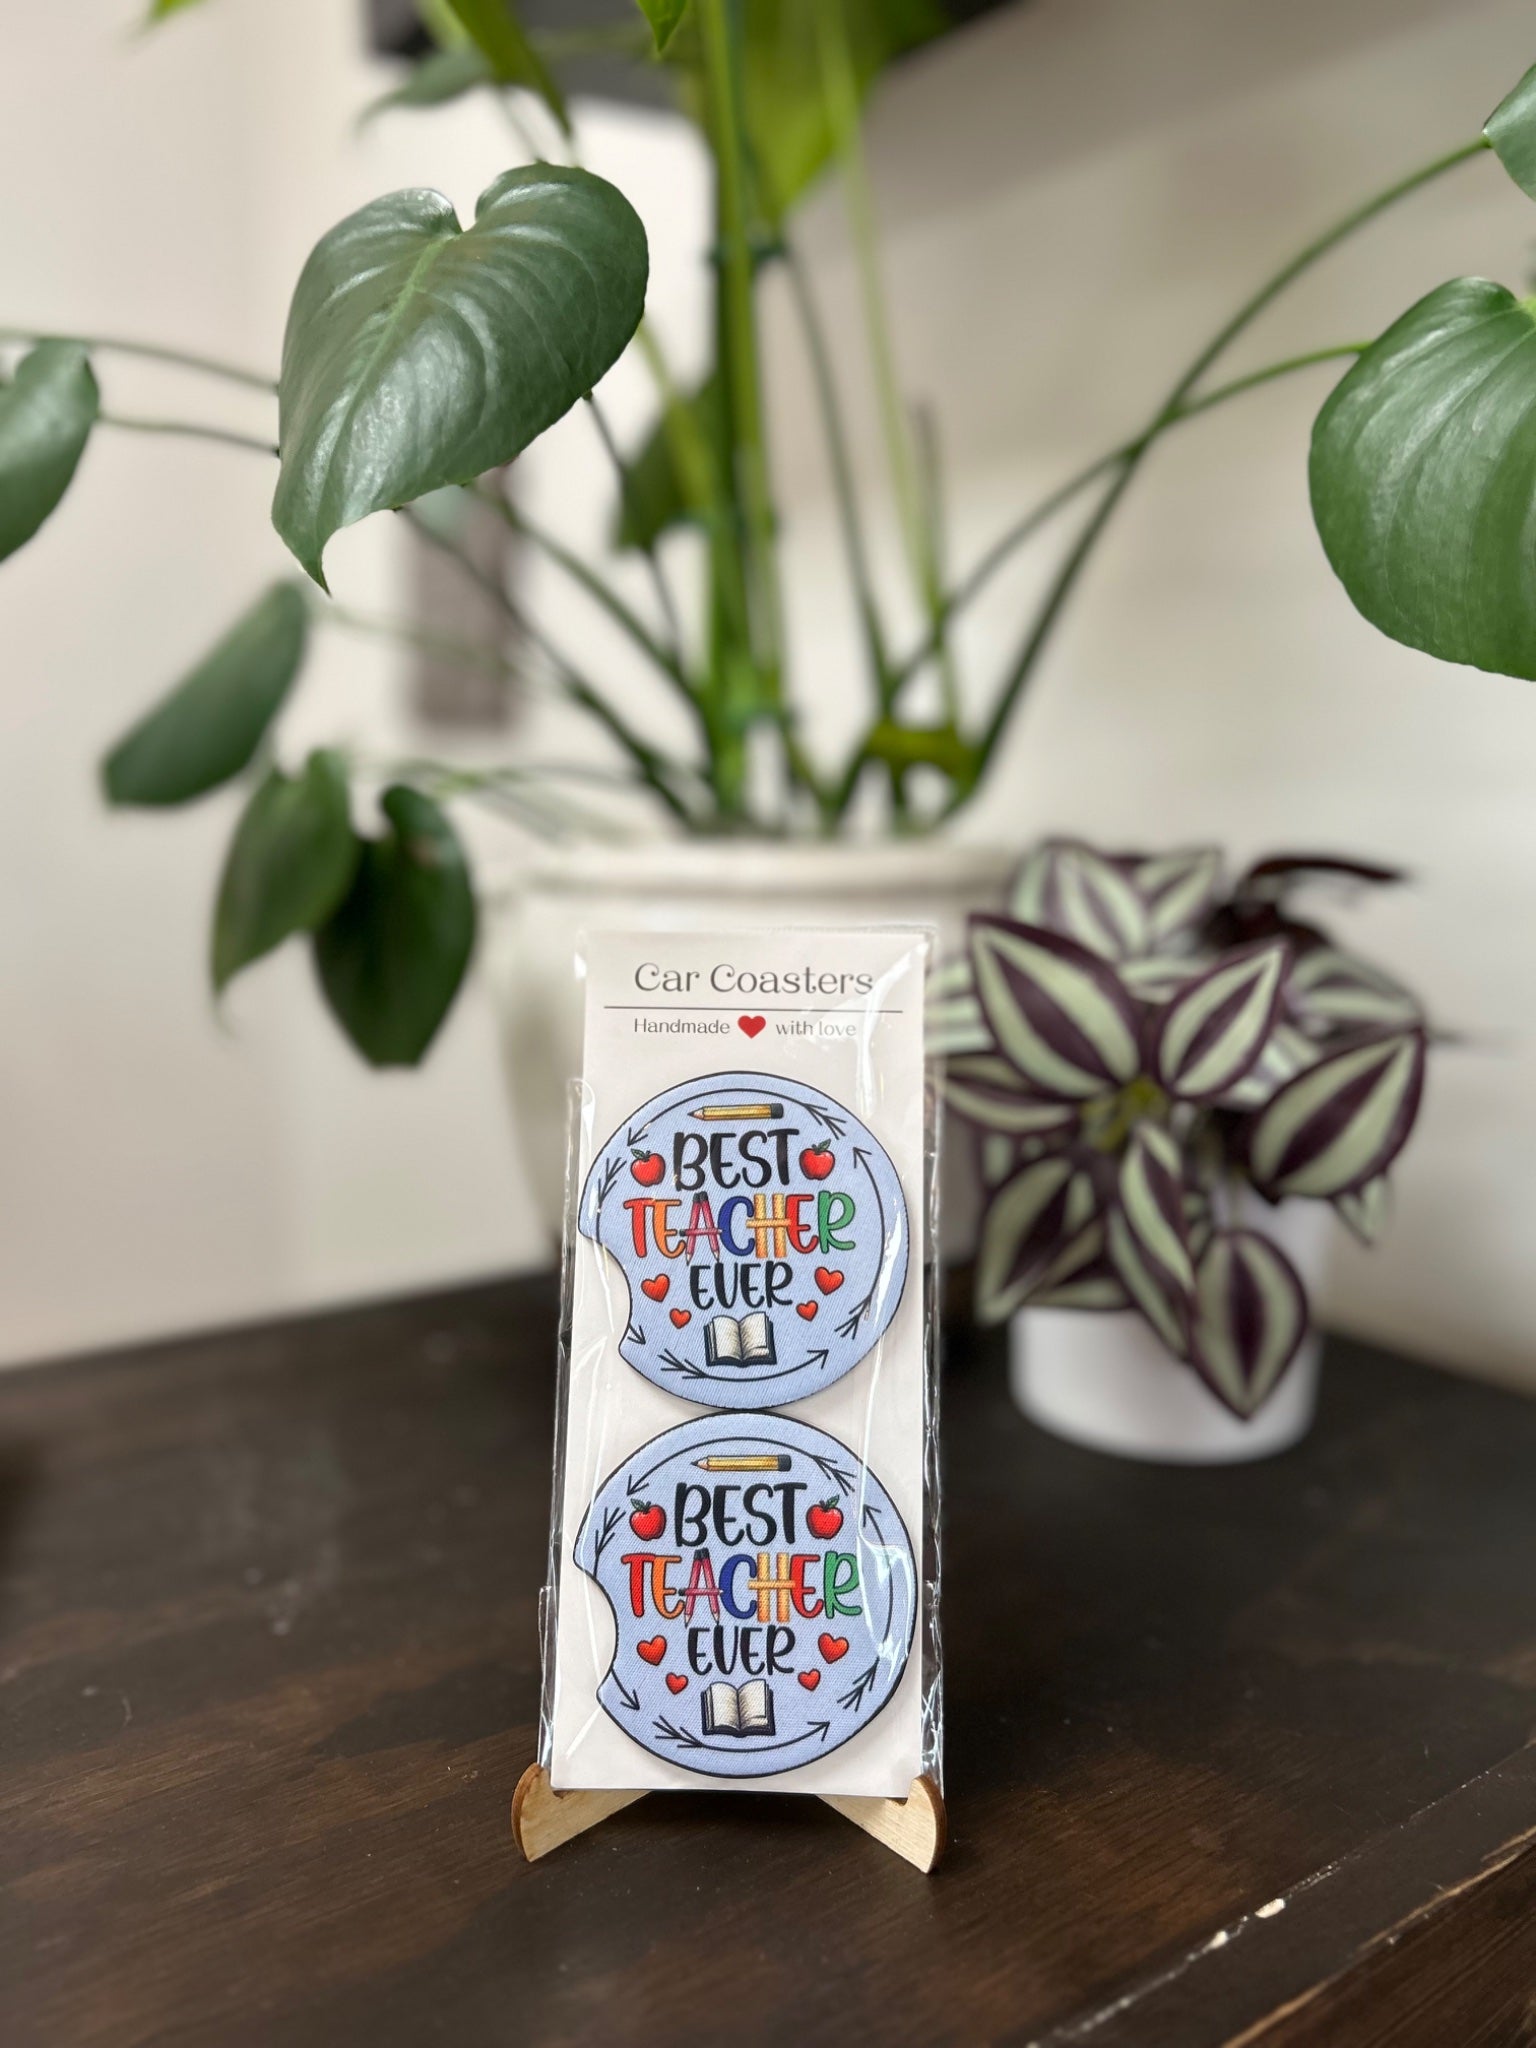 Car Coasters
Handmade ❤ with love
BEST
TEACHER
EVER
BEST
TEACHER
EVER